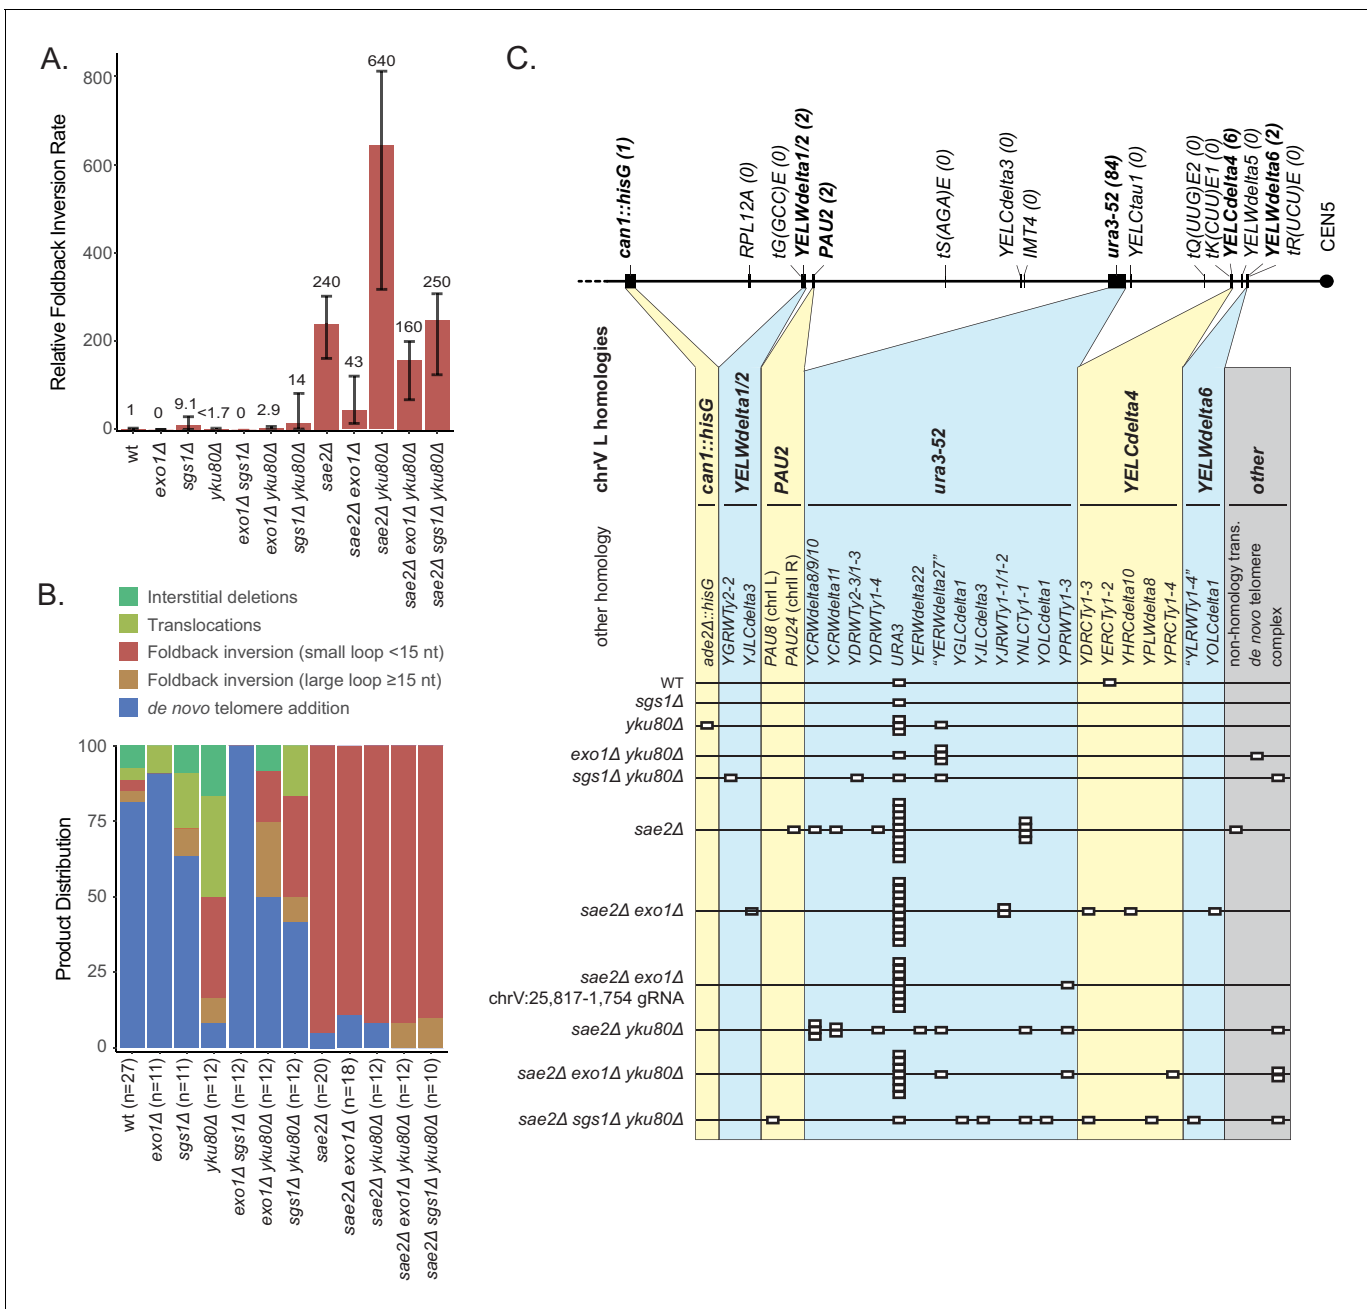 A.
Relative Foldback Inversion Rate
800
600
400
200
0
1
0
9.1
<1.7
0
2.9
14
240
43
640
160
250
wt
exo1Δ
sgs1Δ
yku80Δ
exo1Δ sgs1Δ
exo1Δ yku80Δ
sgs1Δ yku80Δ
sae2Δ
sae2Δ exo1Δ
sae2Δ yku80Δ
sae2Δ exo1Δ yku80Δ
sae2Δ sgs1Δ yku80Δ
B.
Interstitial deletions
Translocations
Foldback inversion (small loop <15 nt)
Foldback inversion (large loop ≥15 nt)
de novo telomere addition
Product Distribution
100
75
50
25
0
wt (n=27)
exo1Δ (n=11)
sgs1Δ (n=11)
yku80Δ (n=12)
exo1Δ sgs1Δ (n=12)
exo1Δ yku80Δ (n=12)
sgs1Δ yku80Δ (n=12)
sae2Δ (n=20)
sae2Δ exo1Δ (n=18)
sae2Δ yku80Δ (n=12)
sae2Δ exo1Δ yku80Δ (n=12)
sae2Δ sgs1Δ yku80Δ (n=10)
C.
can1::hisG (1)
RPL12A (0)
tG(GCC)E (0)
YELWdelta1/2 (2)
PAU2 (2)
tS(AGA)E (0)
YELCdelta3 (0)
IMT4 (0)
ura3-52 (84)
YELCtau1 (0)
tQ(UUG)E2 (0)
tK(CUU)E1 (0)
YELCdelta4 (6)
YELWdelta5 (0)
YELWdelta6 (2)
tR(UCU)E (0)
CEN5
chrV L homologies
can1::hisG
YELWdelta1/2
PAU2
ura3-52
YELCdelta4
YELWdelta6
other
other homology
ade2Δ::hisG
YGRWTy2-2
YJLCdelta3
PAU8 (chrI L)
PAU24 (chrII R)
YCRWdelta8/9/10
YCRWdelta11
YDRWTy2-3/1-3
YDRWTy1-4
URA3
YERWdelta22
"YERWdelta27"
YGLCdelta1
YJLCdelta3
YJRWTy1-1/1-2
YNLCTy1-1
YOLCdelta1
YPRWTy1-3
YDRCTy1-3
YERCTy1-2
YHRCdelta10
YPLWdelta8
YPRCTy1-4
"YLRWTy1-4"
YOLCdelta1
non-homology trans.
de novo telomere
complex
WT
sgs1Δ
yku80Δ
exo1Δ yku80Δ
sgs1Δ yku80Δ
sae2Δ
sae2Δ exo1Δ
sae2Δ exo1Δ
chrV:25,817-1,754 gRNA
sae2Δ yku80Δ
sae2Δ exo1Δ yku80Δ
sae2Δ sgs1Δ yku80Δ